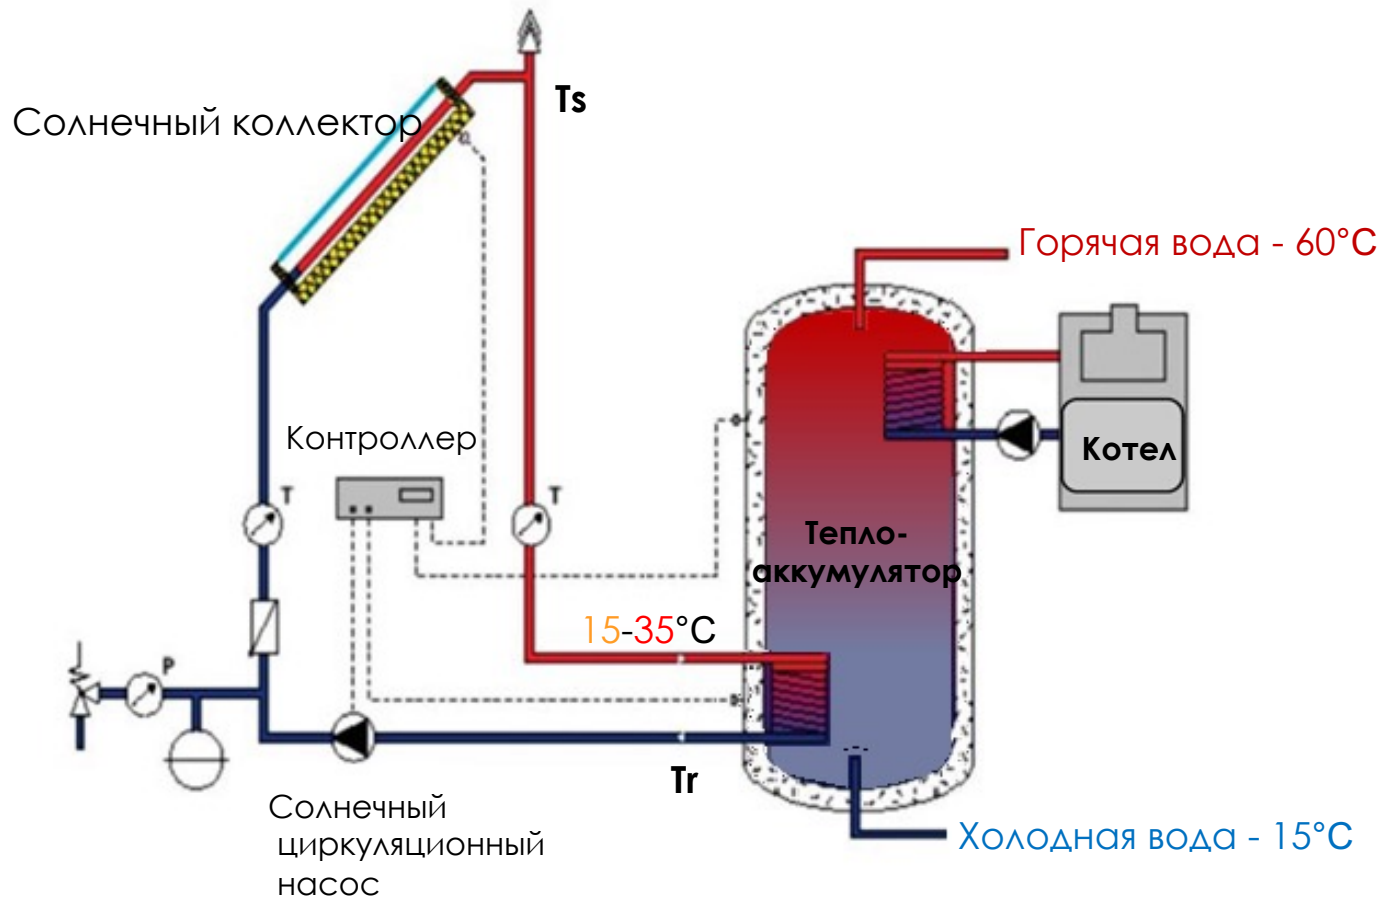 Ts
Солнечный коллектор
Горячая вода - 60°C
Контроллер
Котел
T
T
Тепло-
аккумулятор
15-35°C
P
Tr
Солнечный
циркуляционный
насос
Холодная вода - 15°C